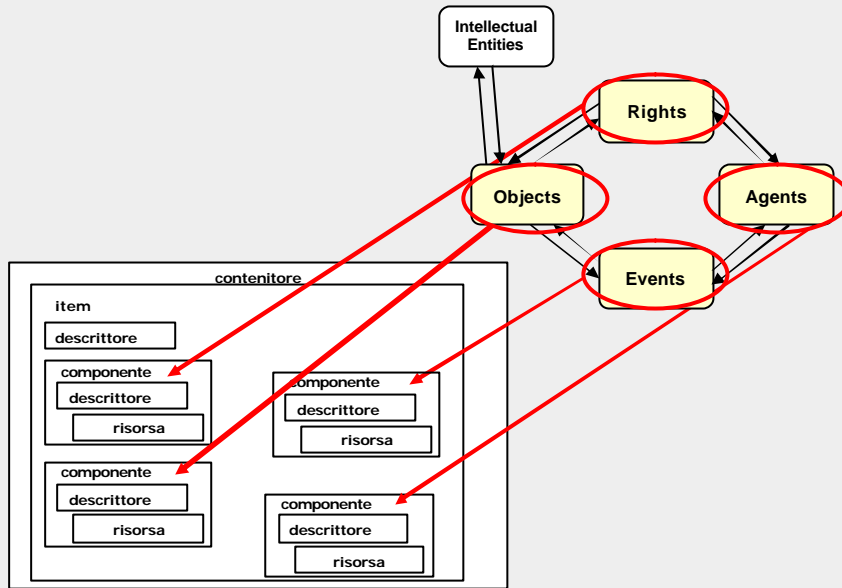 Intellectual
Entities
Rights
Objects
Agents
Events
contenitore
item
descrittore
componente
descrittore
risorsa
componente
descrittore
risorsa
componente
descrittore
risorsa
componente
descrittore
risorsa